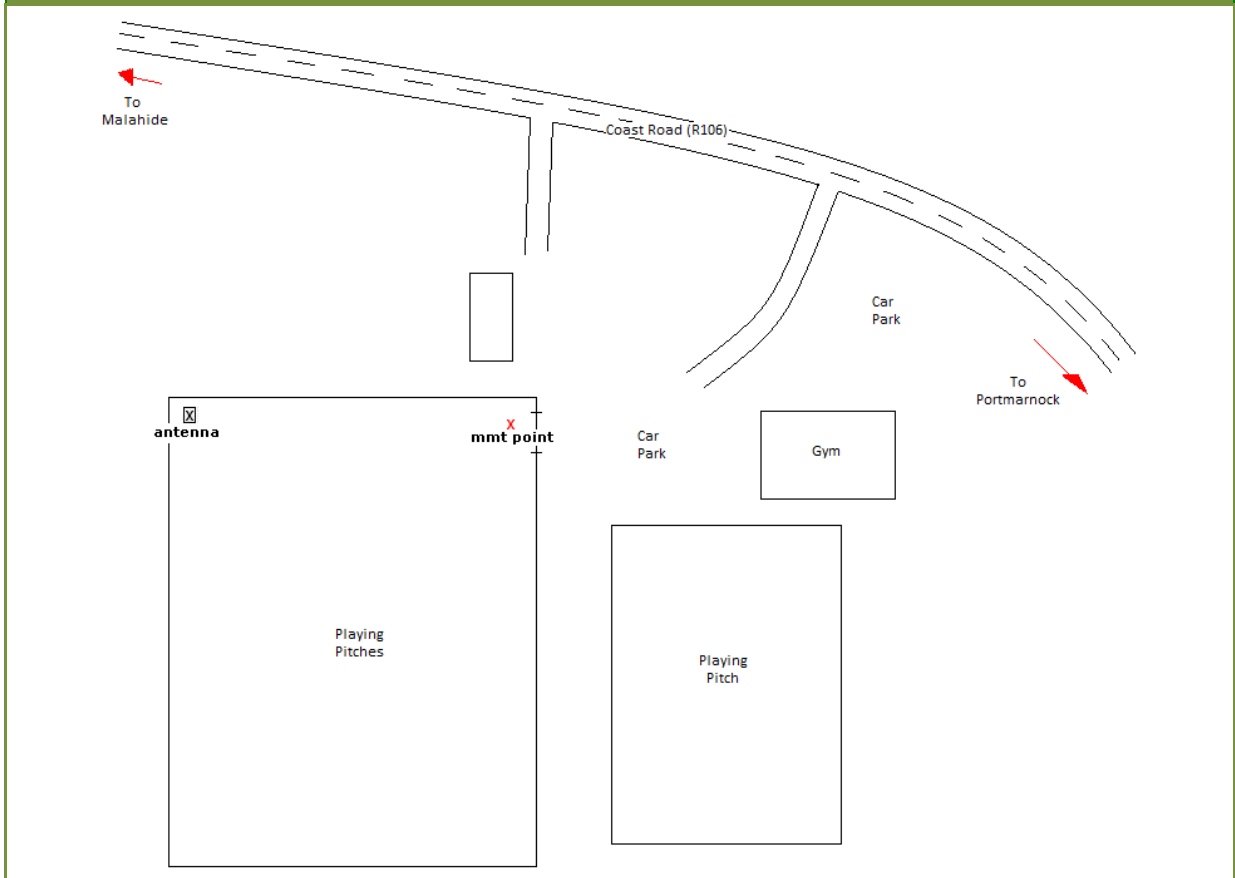 To
Malahide
Coast Road (R106)
Car
Park
To
Portmarnock
X
antenna
X
mmt point
Car
Park
Gym
Playing
Pitches
Playing
Pitch